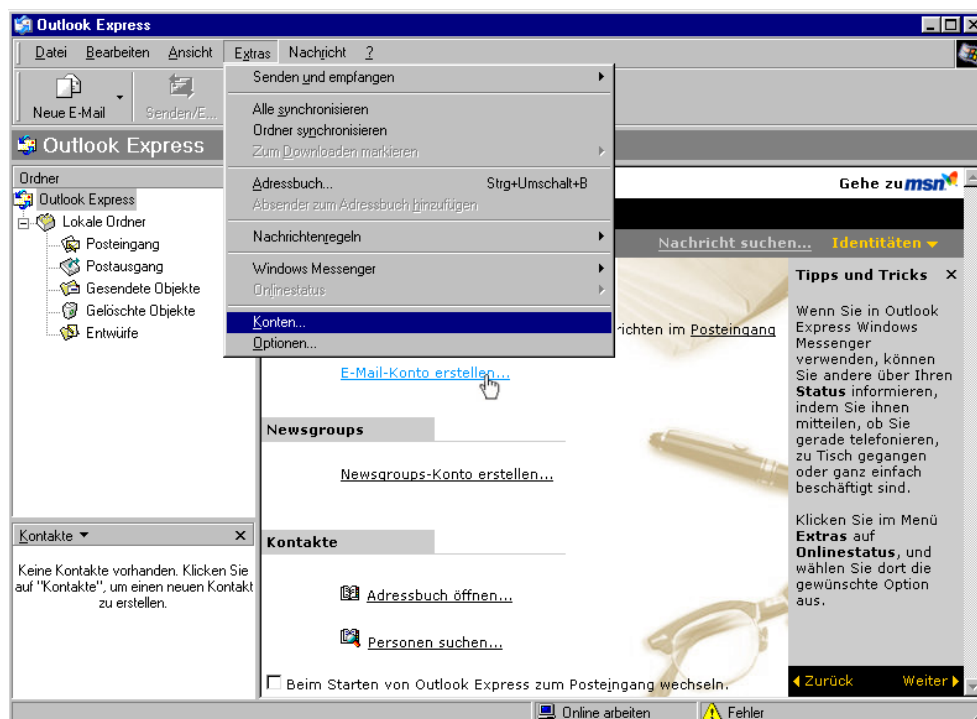 Outlook Express
Datei Bearbeiten Ansicht Extras Nachricht ?
Neue E-Mail Senden/E...
Outlook Express
Senden und empfangen
Alle synchronisieren
Ordner synchronisieren
Zum Downloaden markieren
Adressbuch... Strg+Umschalt+B
Absender zum Adressbuch hinzufügen
Nachrichtenregeln
Windows Messenger
Onlinestatus
Konten...
Optionen...
Ordner
Outlook Express
Lokale Ordner
Posteingang
Postausgang
Gesendete Objekte
Gelöschte Objekte
Entwürfe
Gehe zu msn
Nachricht suchen... Identitäten
richten im Posteingang
E-Mail-Konto erstellen...
Newsgroups
Newsgroups-Konto erstellen...
Kontakte
Adressbuch öffnen...
Personen suchen...
Beim Starten von Outlook Express zum Posteingang wechseln.
Tipps und Tricks
Wenn Sie in Outlook
Express Windows
Messenger
verwenden, können
Sie andere über Ihren
Status informieren,
indem Sie ihnen
mitteilen, ob Sie
gerade telefonieren,
zu Tisch gegangen
oder ganz einfach
beschäftigt sind.
Klicken Sie im Menü
Extras auf
Onlinestatus, und
wählen Sie dort die
gewünschte Option
aus.
Zurück Weiter
Kontakte
Keine Kontakte vorhanden. Klicken Sie
auf "Kontakte", um einen neuen Kontakt
zu erstellen.
Online arbeiten Fehler